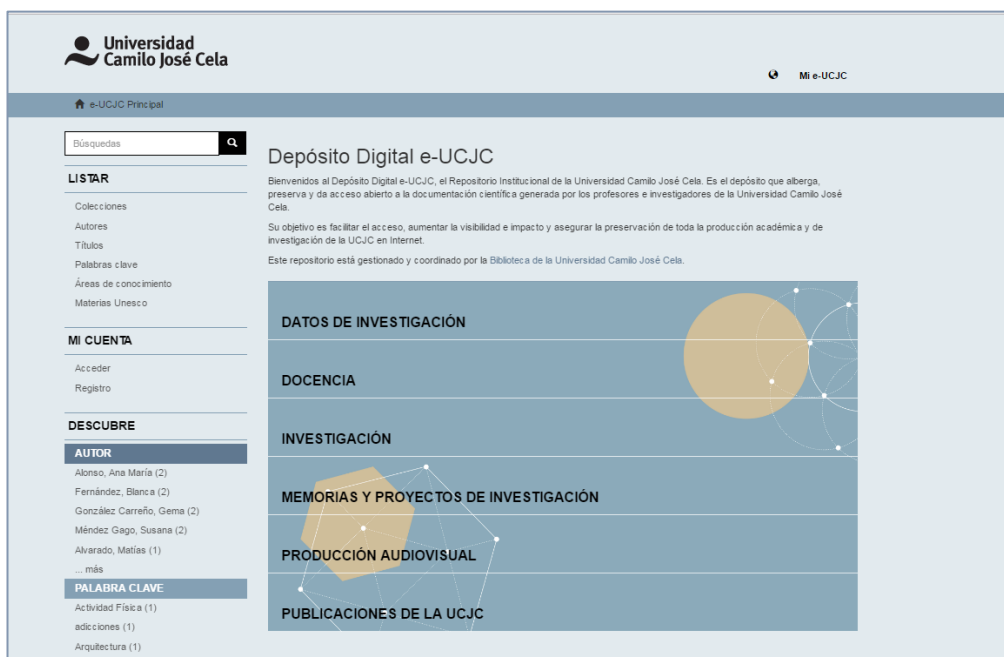 Universidad
Camilo José Cela
Mi e-UCJC
e-UCJC Principal
Búsquedas
LISTAR
Colecciones
Autores
Títulos
Palabras clave
Áreas de conocimiento
Materias Unesco
MI CUENTA
Acceder
Registro
DESCUBRE
AUTOR
Alonso, Ana María (2)
Fernández, Blanca (2)
González Carreño, Gema (2)
Méndez Gago, Susana (2)
Alvarado, Matías (1)
... más
PALABRA CLAVE
Actividad Física (1)
adicciones (1)
Arquitectura (1)
Depósito Digital e-UCJC
Bienvenidos al Depósito Digital e-UCJC, el Repositorio Institucional de la Universidad Camilo José Cela. Es el depósito que alberga,
preserva y da acceso abierto a la documentación científica generada por los profesores e investigadores de la Universidad Camilo José
Cela.
Su objetivo es facilitar el acceso, aumentar la visibilidad e impacto y asegurar la preservación de toda la producción académica y de
investigación de la UCJC en Internet.
Este repositorio está gestionado y coordinado por la Biblioteca de la Universidad Camilo José Cela.
DATOS DE INVESTIGACIÓN
DOCENCIA
INVESTIGACIÓN
MEMORIAS Y PROYECTOS DE INVESTIGACIÓN
PRODUCCIÓN AUDIOVISUAL
PUBLICACIONES DE LA UCJC